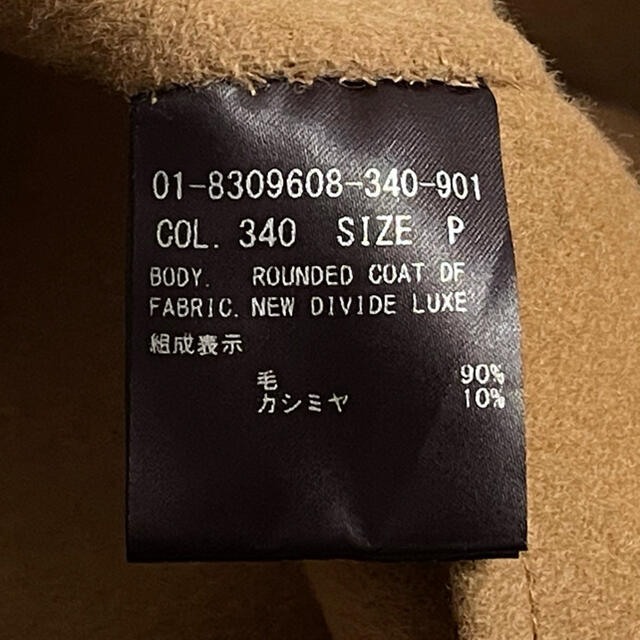 01-8309608-340-901
COL. 340 SIZE P
BODY. ROUNDED COAT DF
FABRIC. NEW DIVIDE LUXE
組成表示
毛 90%
カシミヤ 10%